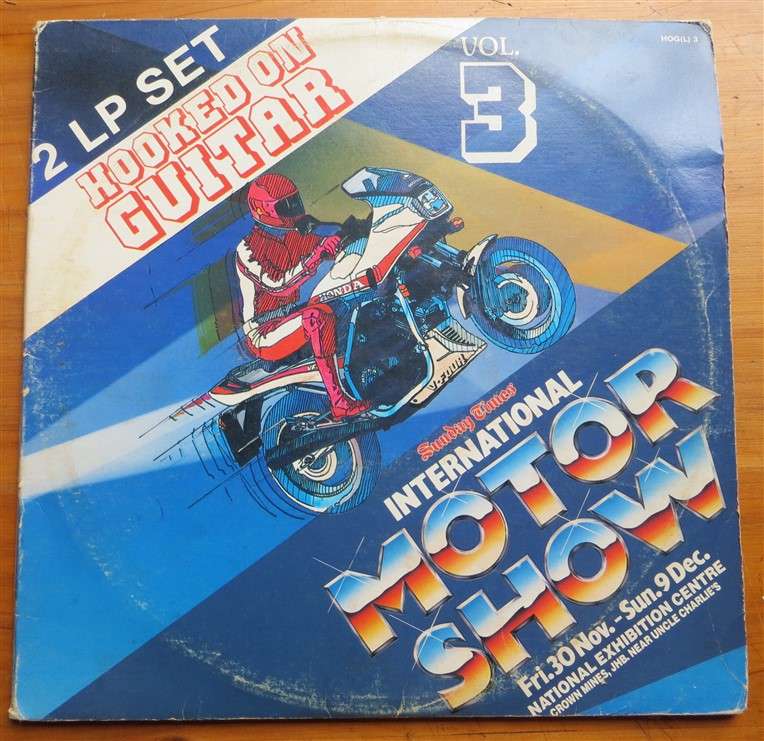 2 LP SET
HOOKED ON
GUITAR
VOL.
3
HOG(L) 3
HONDA
V-FOUR
Sunday Times
INTERNATIONAL
MOTOR
SHOW
Fri. 30 Nov. - Sun. 9 Dec.
NATIONAL EXHIBITION CENTRE
CROWN MINES, JHB. NEAR UNCLE CHARLIE'S